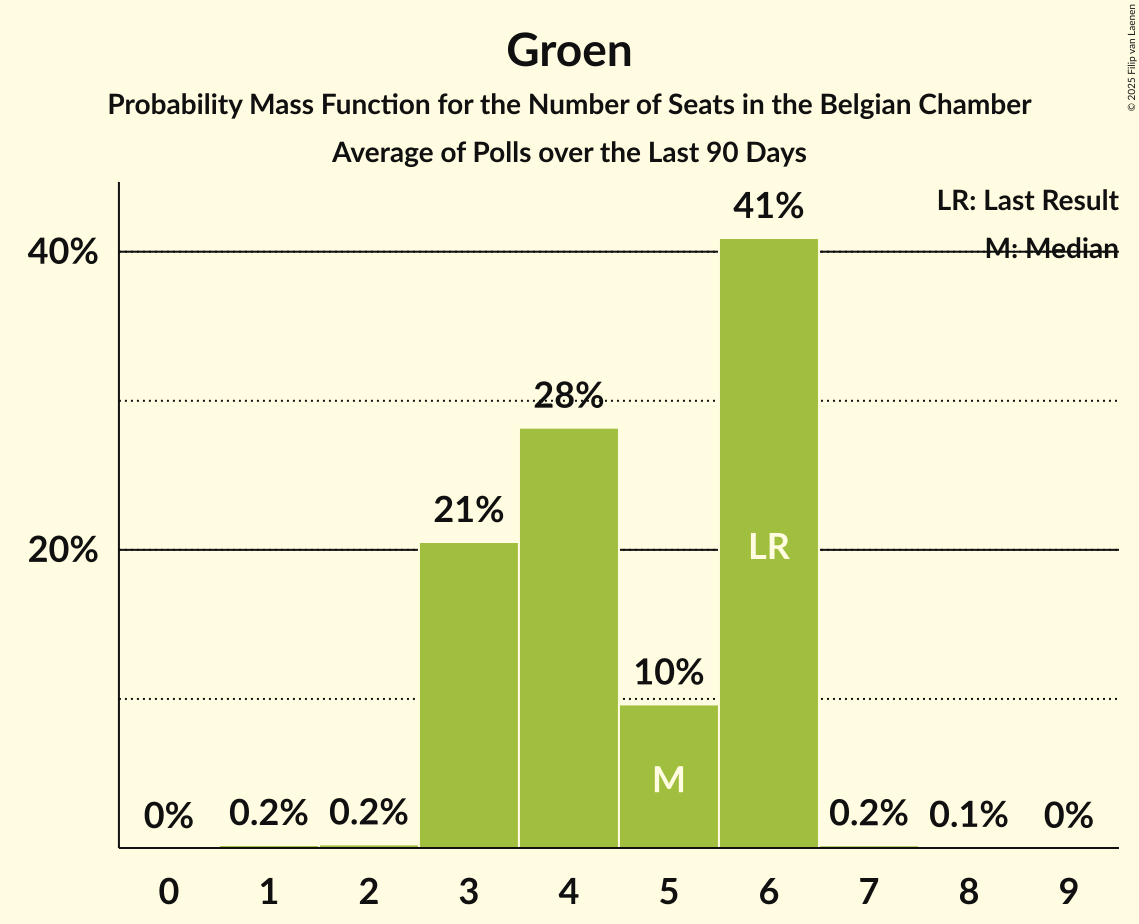 Groen
Probability Mass Function for the Number of Seats in the Belgian Chamber
Average of Polls over the Last 90 Days
© 2025 Filip van Laenen
LR: Last Result
M: Median
41%
40%
28%
21%
20%
LR
10%
M
0%
0.2%
0.2%
0.2%
0.1%
0%
0 1 2 3 4 5 6 7 8 9